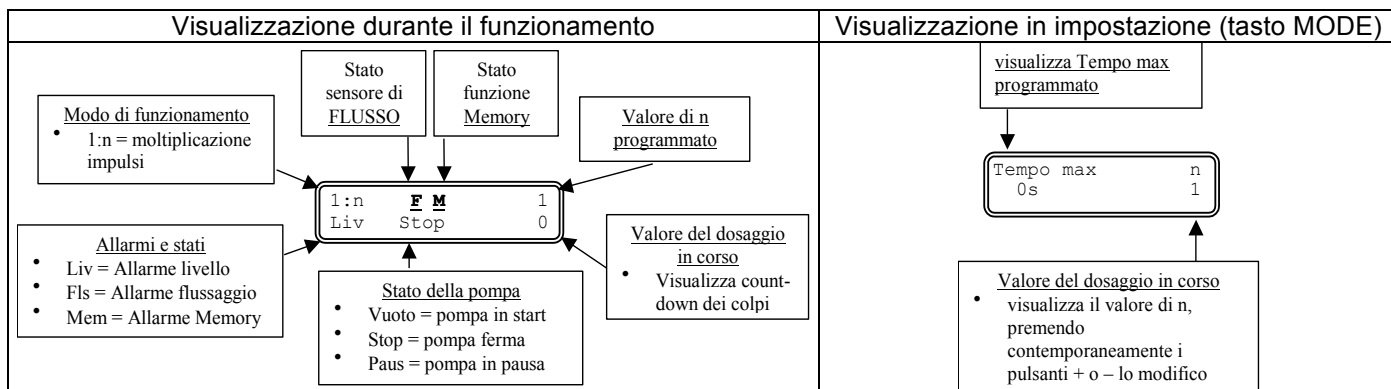 Visualizzazione durante il funzionamento
Visualizzazione in impostazione (tasto MODE)
Modo di funzionamento
• 1:n = moltiplicazione
impulsi
Stato
sensore di
FLUSSO
Stato
funzione
Memory
Valore di n
programmato
1:n F M 1
Liv Stop 0
Allarmi e stati
• Liv = Allarme livello
• Fls = Allarme flussaggio
• Mem = Allarme Memory
Stato della pompa
• Vuoto = pompa in start
• Stop = pompa ferma
• Paus = pompa in pausa
Valore del dosaggio
in corso
• Visualizza count-
down dei colpi
visualizza Tempo max
programmato
Tempo max n
0s 1
Valore del dosaggio in corso
• visualizza il valore di n,
premendo
contemporaneamente i
pulsanti + o – lo modifico